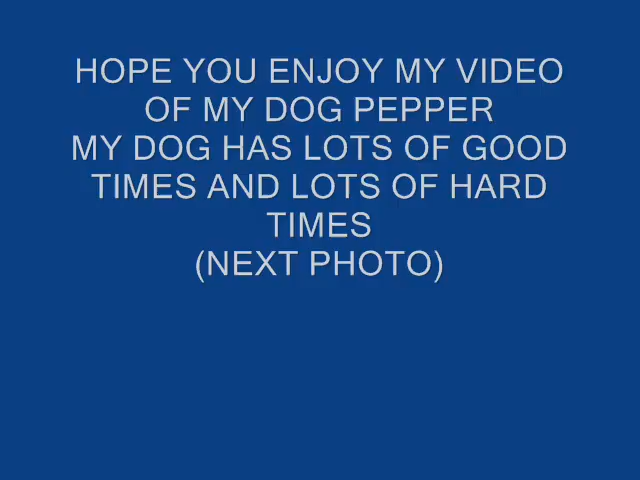 HOPE YOU ENJOY MY VIDEO
OF MY DOG PEPPER
MY DOG HAS LOTS OF GOOD
TIMES AND LOTS OF HARD
TIMES
(NEXT PHOTO)